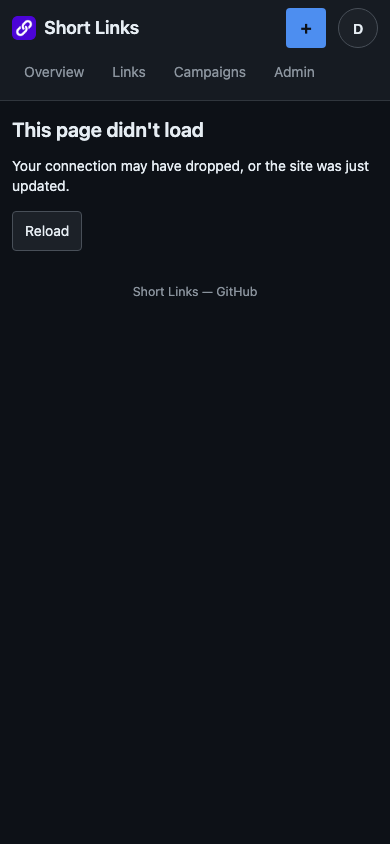 Short Links
+
D
Overview
Links
Campaigns
Admin
This page didn't load
Your connection may have dropped, or the site was just
updated.
Reload
Short Links — GitHub